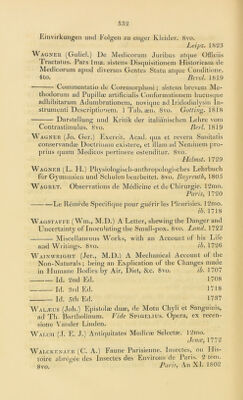 532
Einwirkungen und Folgen zu enger Kleider. 8vo.
Leipz. 1823
WAGNER (Guliel.) De Medicorum Juribus atque Officiis
Tractatus. Pars Ima. sistens Disquisitionem Historicam de
Medicorum apud diversas Gentes Statu atque Conditione.
4to. Berol. 1819
—— Commentatio de Coremorphosi; sistens brevem Me-
thodorum ad Pupillæ artificialis Conformationem hucusque
adhibitarum Adumbrationem, novique ad Iridodialysin In-
strumenti Descriptionem. 1 Tab. æn. 8vo. Gotting. 1818
—— Darstellung und Kritik der italiänischen Lehre vom
Contrastimulus. 8vo. Berl. 1819
WAGNER (Jo. Ger.) Exercit. Acad. qua et revera Sanitatis
conservandæ Doctrinam existere, et illam ad Neminem pro-
prius quam Medicos pertinere ostenditur. 8vo.
Helmst. 1729
WAGNER (L. H.) Physiologisch-anthropologisches Lehrbuch
für Gymnasien und Schulen bearbeitet. 8vo. Bayreuth, 1805
WAGRET. Observations de Médicine et de Chirurgie. 12mo.
Paris, 1720
—— Le Rémède Specifique pour guérir les Pleurisies. 12mo.
ib. 1718
WAGSTAFFE (Wm., M.D.) A Letter, shewing the Danger and
Uncertainty of Inoculating the Small-pox. 8vo. Lond. 1722
—— Miscellaneous Works, with an Account of his Life
and Writings. 8vo. ib. 1726
WAINWRIGHT (Jer., M.D.) A Mechanical Account of the
Non-Naturals; being an Explication of the Changes made
in Humane Bodies by Air, Diet, &c. 8vo. ib. 1707
—— Id. 2nd Ed. 1708
—— Id. 3rd Ed. 1718
—— Id. 5th Ed. 1737
WALÆUS (Joh.) Epistolæ duæ, de Motu Chyli et Sanguinis,
ad Th. Bartholinum. Vide SPIGELIUS. Opera, ex recen-
sione Vander Linden.
WALCH (J. E. J.) Antiquitates Medicæ Selectæ. 12mo.
Jenæ, 1772
WALCKENAER (C. A.) Faune Parisienne. Insectes, ou His-
toire abrégée des Insectes des Environs de Paris. 2 tom.
8vo. Paris, An XI. 1802